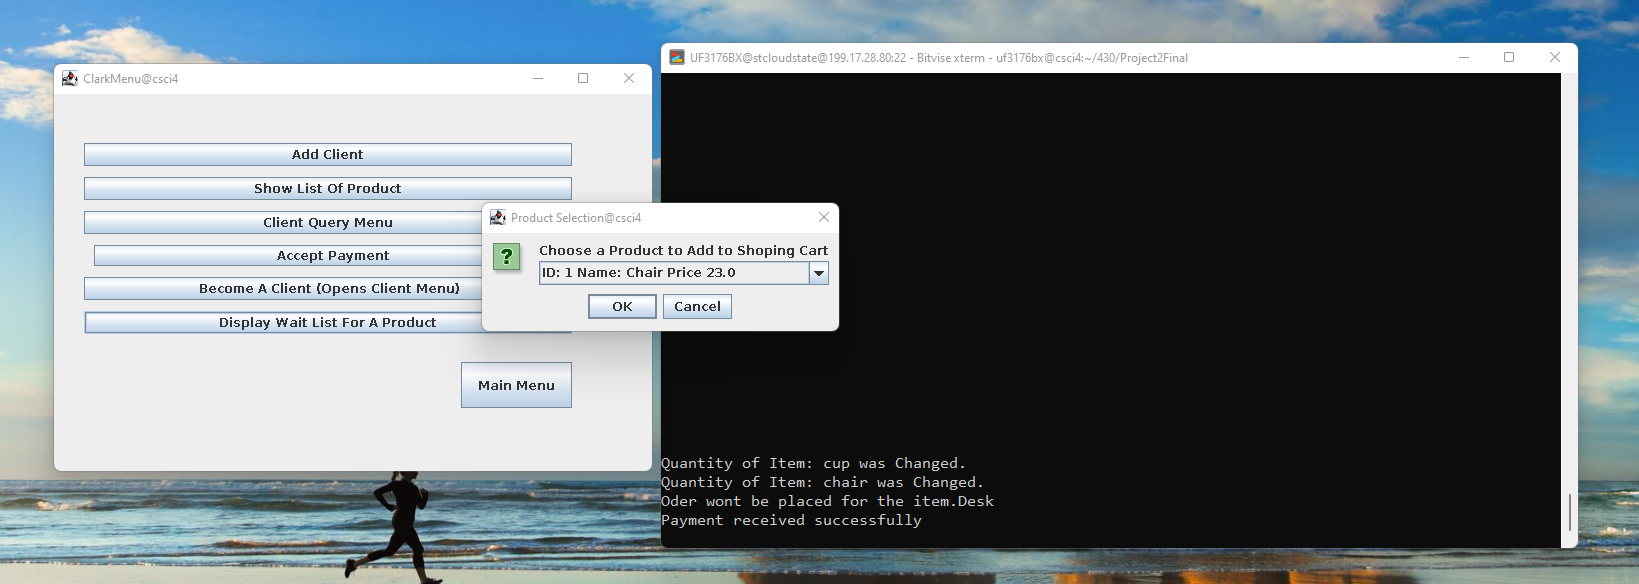 ClarkMenu@csci4
Add Client
Show List Of Product
Client Query Menu
Accept Payment
Become A Client (Opens Client Menu)
Display Wait List For A Product
Main Menu
Product Selection@csci4
?
Choose a Product to Add to Shoping Cart
ID: 1 Name: Chair Price 23.0
OK
Cancel
UF3176BX@stcloudstate@199.17.28.80:22 - Bitvise xterm - uf3176bx@csci4:~/430/Project2Final
Quantity of Item: cup was Changed.
Quantity of Item: chair was Changed.
Oder wont be placed for the item.Desk
Payment received successfully